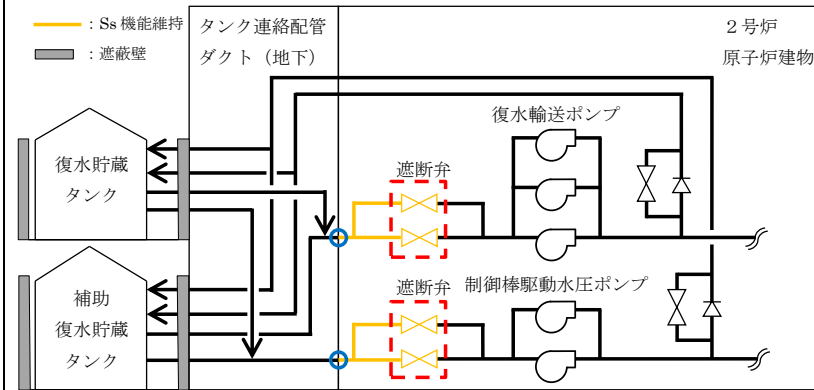 ：Ss 機能維持
：遮蔽壁
タンク連絡配管
ダクト（地下）
２号炉
原子炉建物
復水貯蔵
タンク
補助
復水貯蔵
タンク
遮断弁
復水輸送ポンプ
遮断弁
制御棒駆動水圧ポンプ